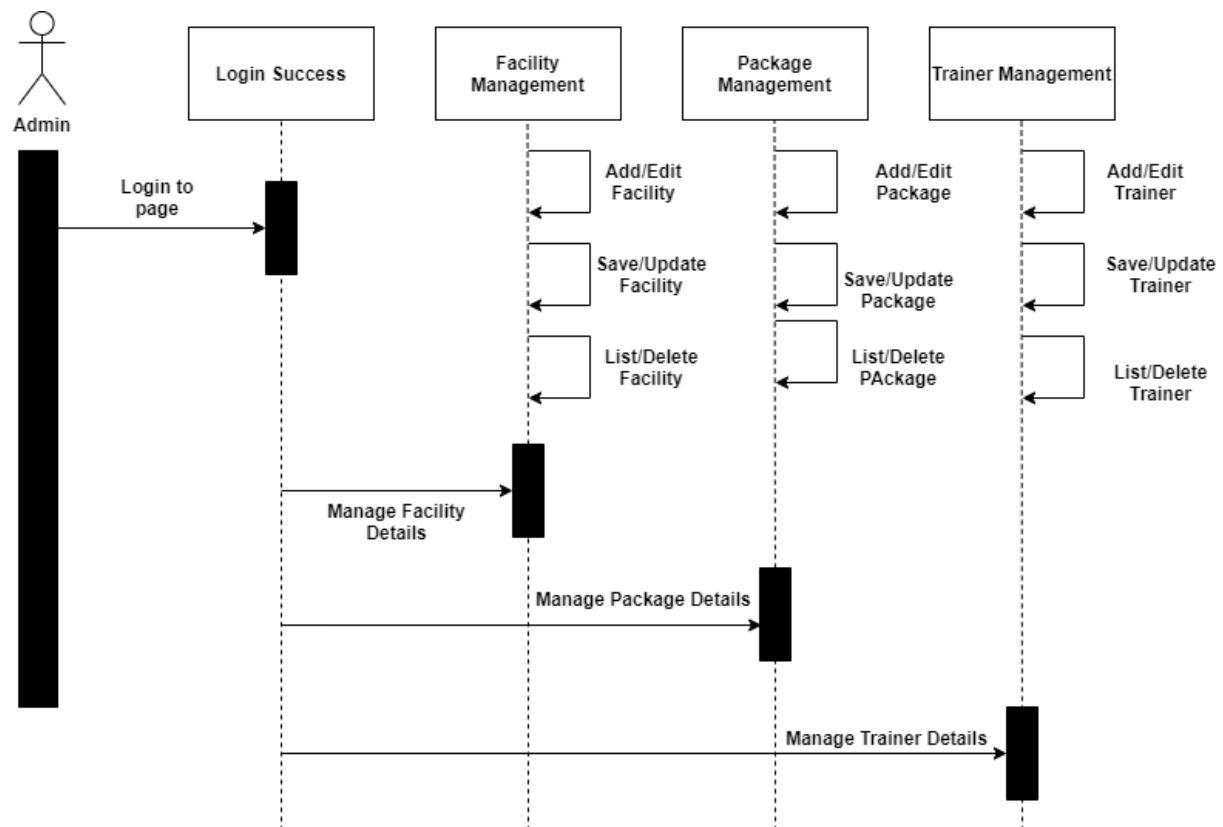 Admin
Login Success
Facility
Management
Package
Management
Trainer Management
Login to
page
Add/Edit
Facility
Add/Edit
Package
Add/Edit
Trainer
Save/Update
Facility
Save/Update
Package
Save/Update
Trainer
List/Delete
Facility
List/Delete
PAckage
List/Delete
Trainer
Manage Facility
Details
Manage Package Details
Manage Trainer Details